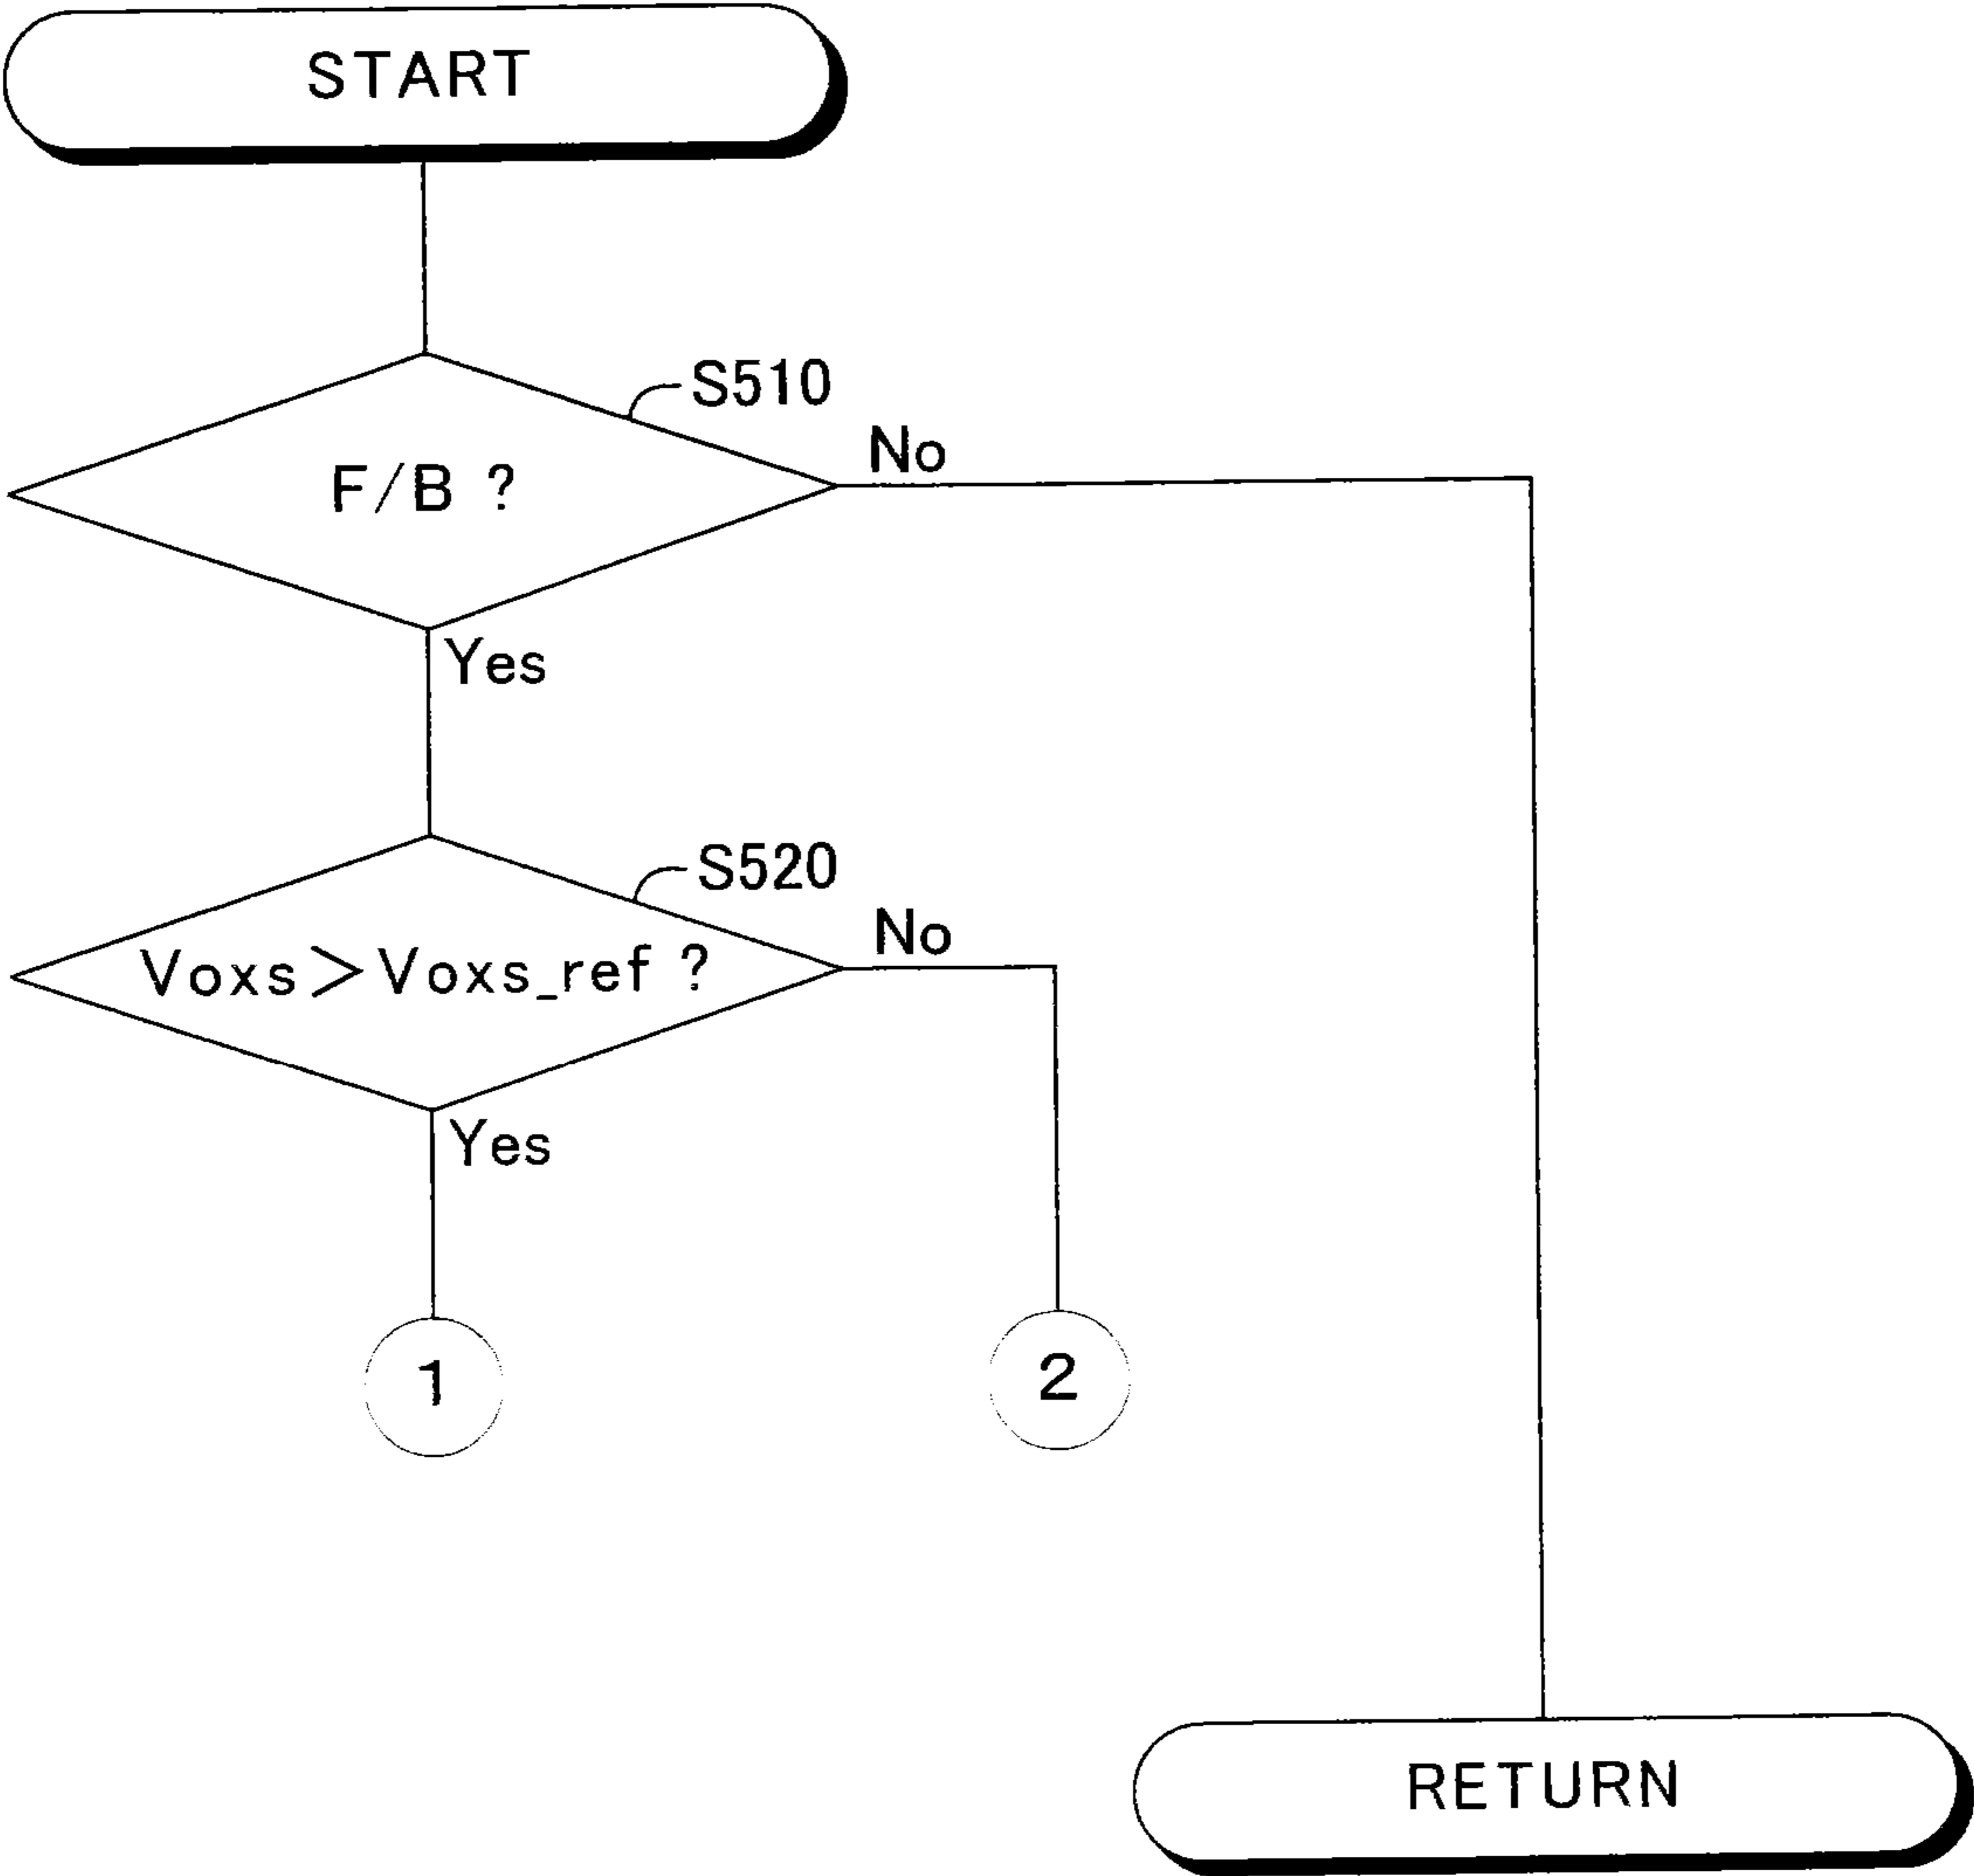 START
S510
No
F/B ?
Yes
S520
No
Voxs>Voxs_ref ?
Yes
1
2
RETURN